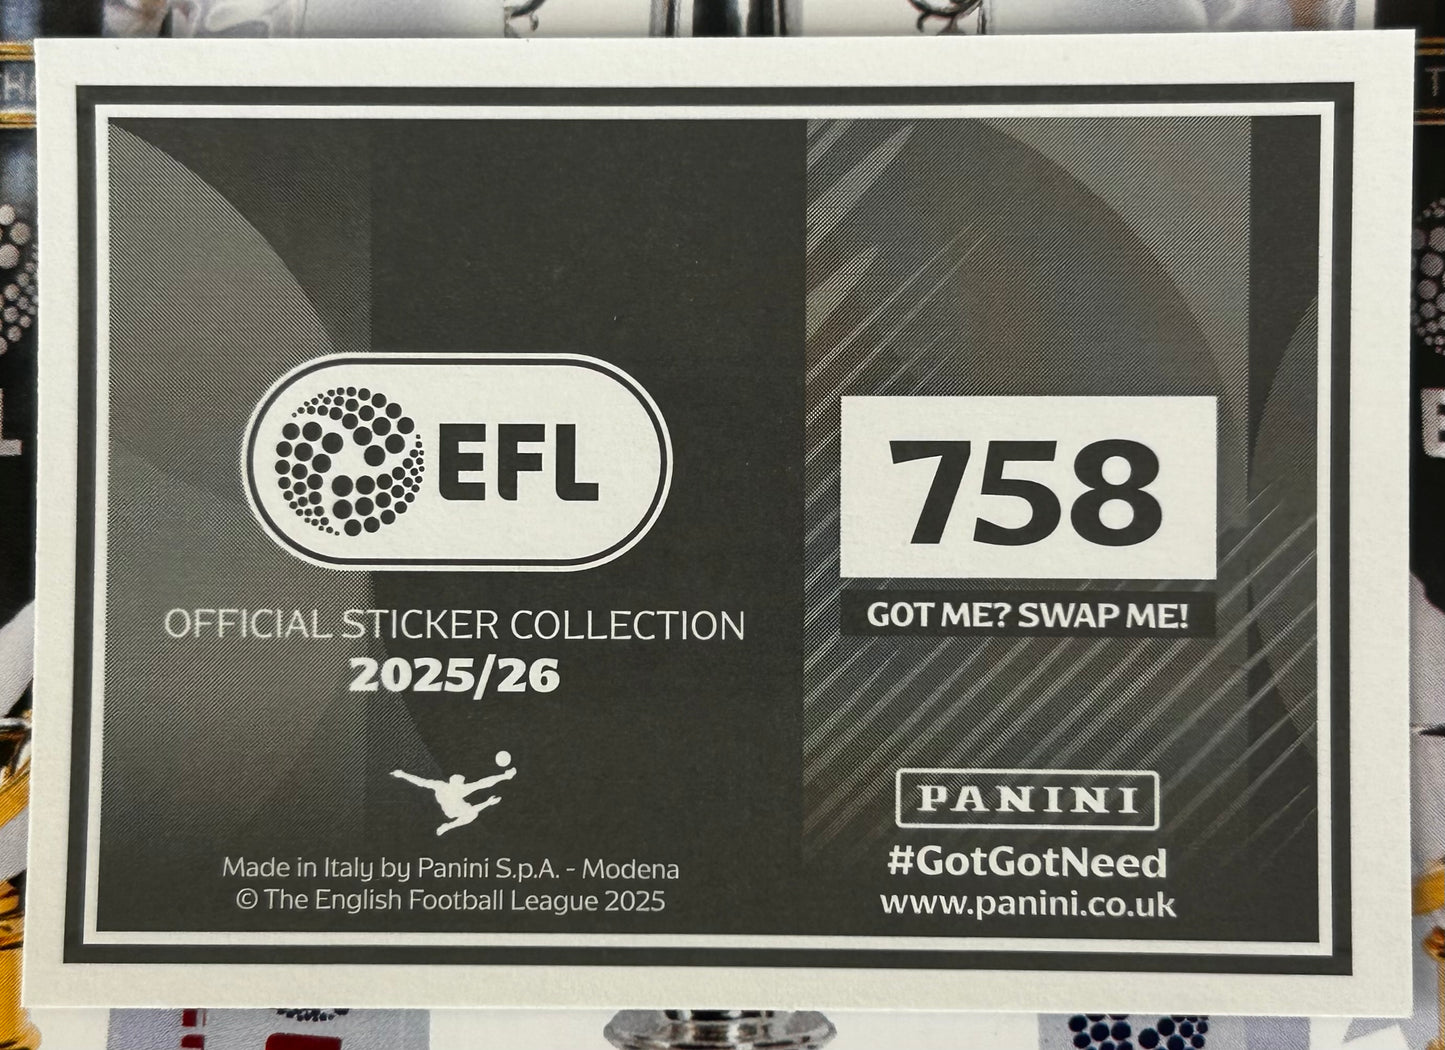 EFL
OFFICIAL STICKER COLLECTION
2025/26
Made in Italy by Panini S.p.A. - Modena
© The English Football League 2025
758
GOT ME? SWAP ME!
PANINI
#GotGotNeed
www.panini.co.uk